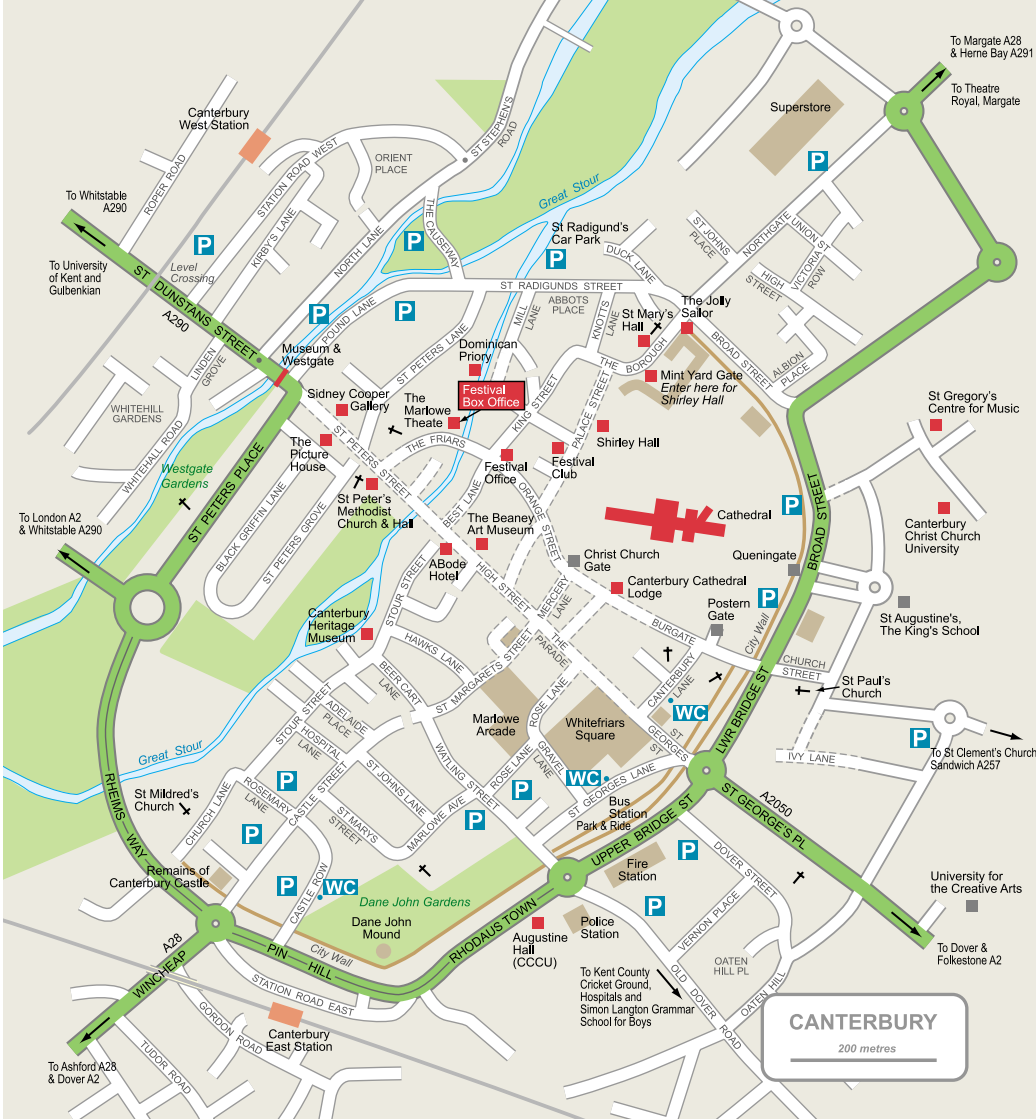 To Margate A28
& Herne Bay A291
To Theatre
Royal, Margate
Superstore
Canterbury
West Station
ST STEPHEN'S
ROAD
ORIENT
PLACE
STATION ROAD WEST
ROPER ROAD
P
To Whitstable
A290
KIRBY'S LANE
THE CAUSEWAY
Great Stour
St Radigund's
Car Park
P
ST JOHNS
PLACE
NORTHGATE
UNION ST
VICTORIA
ROW
HIGH
STREET
DUCK LANE
P
P
Level
Crossing
NORTH LANE
To University
of Kent and
Gulbenkian
ST DUNSTANS STREET
A290
ST RADIGUNDS STREET
ABBOTS
PLACE
P
P
POUND LANE
MILL
LANE
KNOTTS
LANE
St Mary's
Hall
The Jolly
Sailor
LINDEN
GROVE
Museum &
Westgate
ST PETERS LANE
Dominican
Priory
THE
BOROUGH
BROAD STREET
ALBION
PLACE
Mint Yard Gate
Enter here for
Shirley Hall
Sidney Cooper
Gallery
The
Marlowe
Theate
Festival
Box Office
KING STREET
PALACE STREET
WHITEHILL
GARDENS
WHITEHALL ROAD
St Gregory's
Centre for Music
The
Picture
House
ST PETERS STREET
THE FRIARS
Shirley Hall
Festival
Office
Festival
Club
Westgate
Gardens
ST PETERS PLACE
BLACK GRIFFIN LANE
ST PETERS GROVE
St Peter's
Methodist
Church & Hall
BEST LANE
ORANGE STREET
The Beaney
Art Museum
P
Cathedral
BROAD STREET
Canterbury
Christ Church
University
To London A2
& Whitstable A290
ABode
Hotel
HIGH STREET
Christ Church
Gate
Queningate
Canterbury Cathedral
Lodge
Postern
Gate
P
City Wall
St Augustine's,
The King's School
Canterbury
Heritage
Museum
STOUR STREET
HAWKS LANE
MERCERY
LANE
THE
PARADE
BURGATE
CHURCH
STREET
BEER CART
LANE
ST MARGARETS STREET
CANTERBURY
LANE
St Paul's
Church
STOUR STREET
ADELAIDE
PLACE
HOSPITAL
LANE
Marlowe
Arcade
ROSE LANE
Whitefriars
Square
WC
ST
GEORGES
ST
LWR BRIDGE ST
P
To St Clement's Church
Sandwich A257
IVY LANE
Great Stour
WATLING STREET
GRAVEL
LANE
WC
ST GEORGES LANE
ROSE LANE
ST JOHNS LANE
CASTLE STREET
P
P
RHEIMS WAY
St Mildred's
Church
ROSEMARY
LANE
CHURCH LANE
ST MARYS
STREET
MARLOWE AVE
P
Bus
Station
Park & Ride
UPPER BRIDGE ST
ST GEORGE'S PL
A2050
P
P
DOVER STREET
Fire
Station
Remains of
Canterbury Castle
P
WC
CASTLE ROW
Dane John Gardens
Dane John
Mound
University for
the Creative Arts
P
VERNON PLACE
Police
Station
Augustine
Hall
(CCCU)
RHODAUS TOWN
A28
WINCHEAP
PIN HILL
City Wall
OATEN
HILL PL
To Dover &
Folkestone A2
STATION ROAD EAST
To Kent County
Cricket Ground,
Hospitals and
Simon Langton Grammar
School for Boys
OLD DOVER ROAD
OATEN HILL
GORDON ROAD
TUDOR ROAD
Canterbury
East Station
To Ashford A28
& Dover A2
CANTERBURY
200 metres